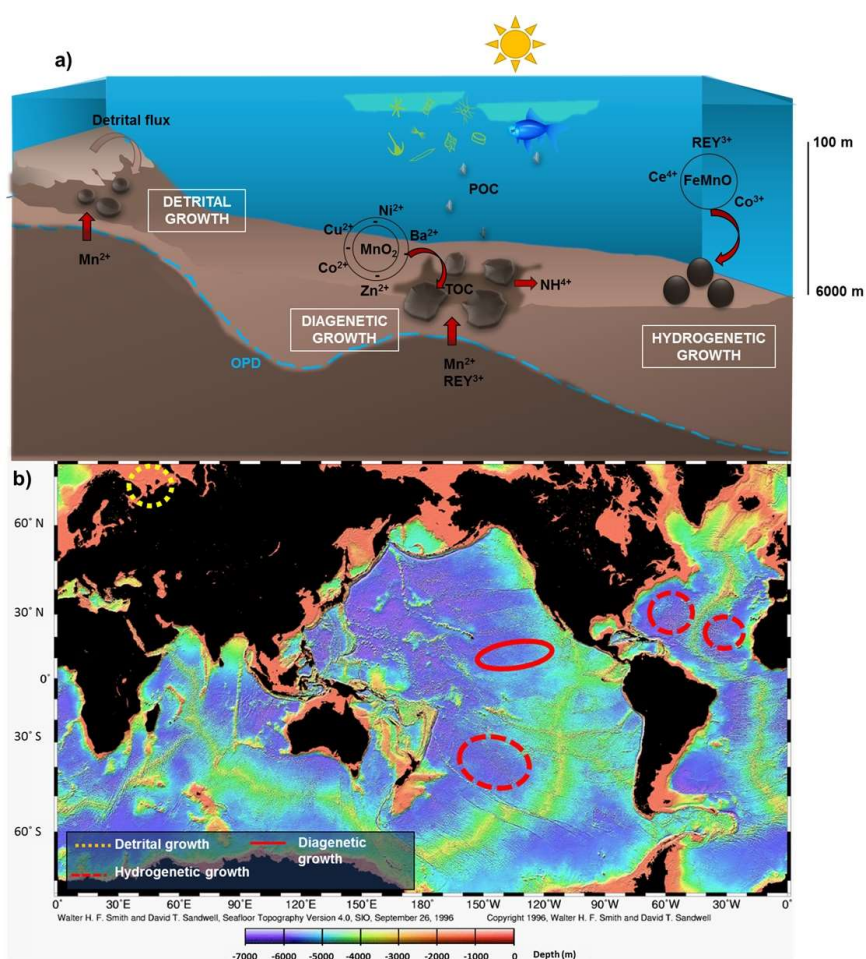 a)
Detrital flux
100 m
REY³⁺
Ce⁴⁺
FeMnO
POC
Co³⁺
DETRITAL
GROWTH
Ni²⁺
Cu²⁺
Ba²⁺
MnO₂
Mn²⁺
Co²⁺
Zn²⁺
TOC
NH⁴⁺
6000 m
DIAGENETIC
GROWTH
HYDROGENETIC
GROWTH
OPD
Mn²⁺
REY³⁺
b)
60° N
30° N
0°
30° S
60° S
Detrital growth
Diagenetic
growth
Hydrogenetic growth
0° 30°E 60°E 90°E 120°E 150°E 180° 150°W 120°W 90°W 60°W 30°W 0°
Walter H. F. Smith and David T. Sandwell, Seafloor Topography Version 4.0, SIO, September 26, 1996 Copyright 1996, Walter H. F. Smith and David T. Sandwell
-7000 -6000 -5000 -4000 -3000 -2000 -1000 0 Depth (m)